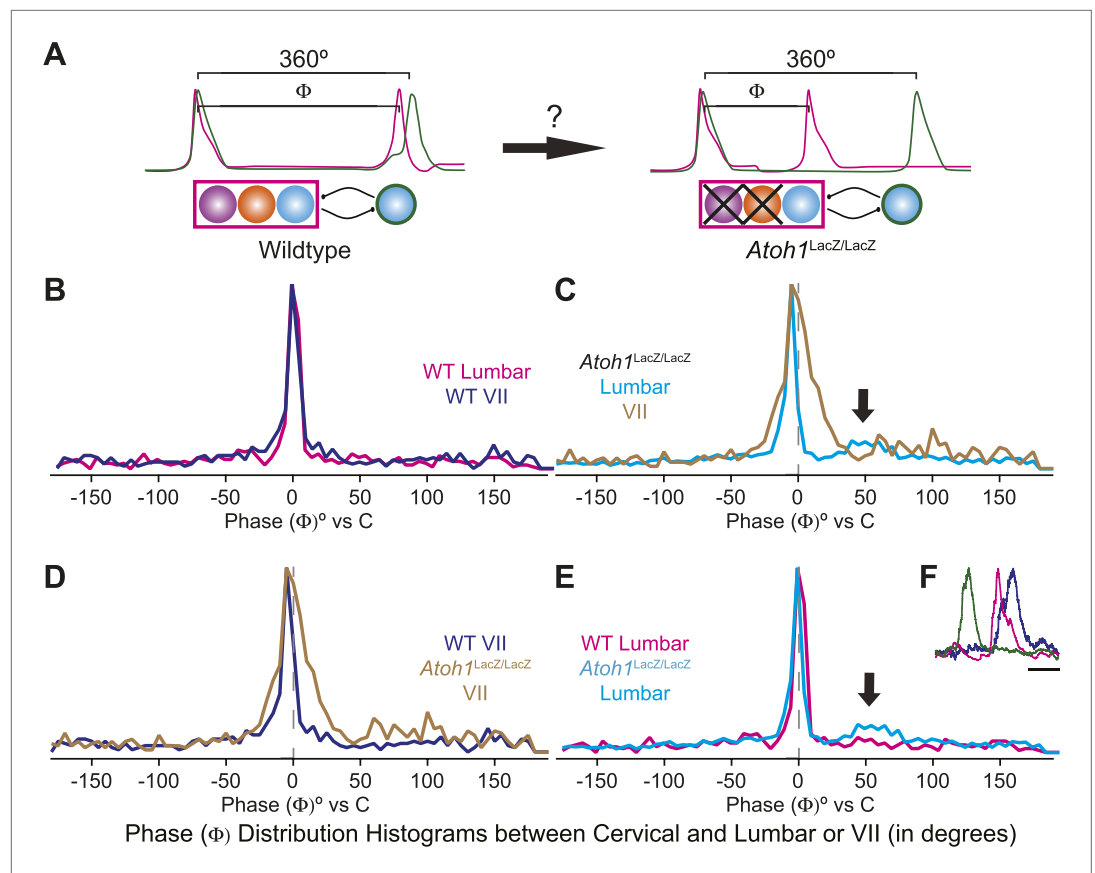 A
360º
Φ
Wildtype
?
360º
Φ
Atoh1LacZ/LacZ
B
WT Lumbar
WT VII
-150 -100 -50 0 50 100 150
Phase (Φ)º vs C
C
Atoh1LacZ/LacZ
Lumbar
VII
-150 -100 -50 0 50 100 150
Phase (Φ)º vs C
D
WT VII
Atoh1LacZ/LacZ
VII
-150 -100 -50 0 50 100 150
Phase (Φ)º vs C
E
WT Lumbar
Atoh1LacZ/LacZ
Lumbar
-150 -100 -50 0 50 100 150
Phase (Φ)º vs C
F
Phase (Φ) Distribution Histograms between Cervical and Lumbar or VII (in degrees)